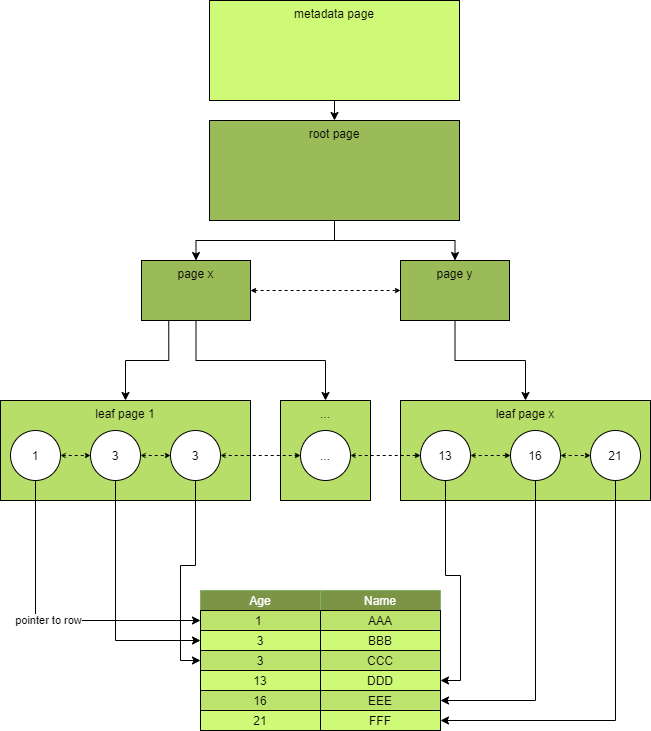 metadata page
root page
page x
page y
leaf page 1
...
leaf page x
1
3
3
...
13
16
21
pointer to row
Age Name
1 AAA
3 BBB
3 CCC
13 DDD
16 EEE
21 FFF